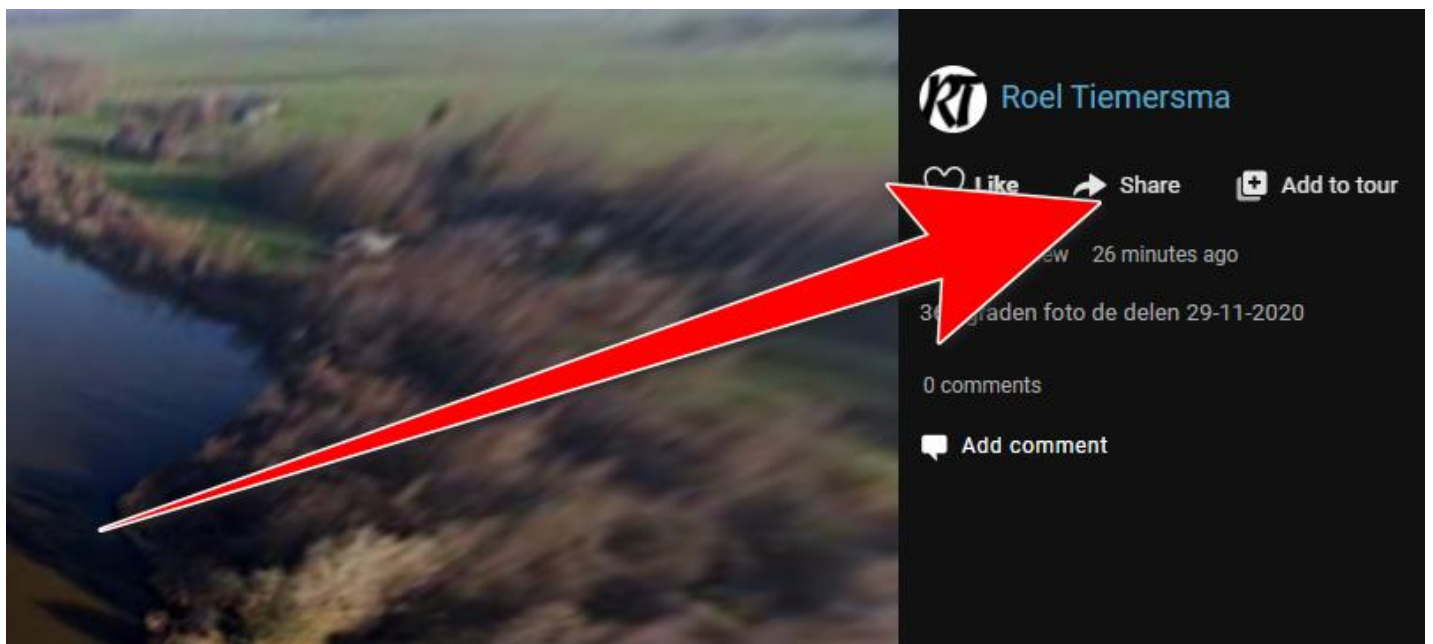 RT
Roel Tiemersma
Like Share Add to tour
26 minutes ago
graden foto de delen 29-11-2020
0 comments
Add comment